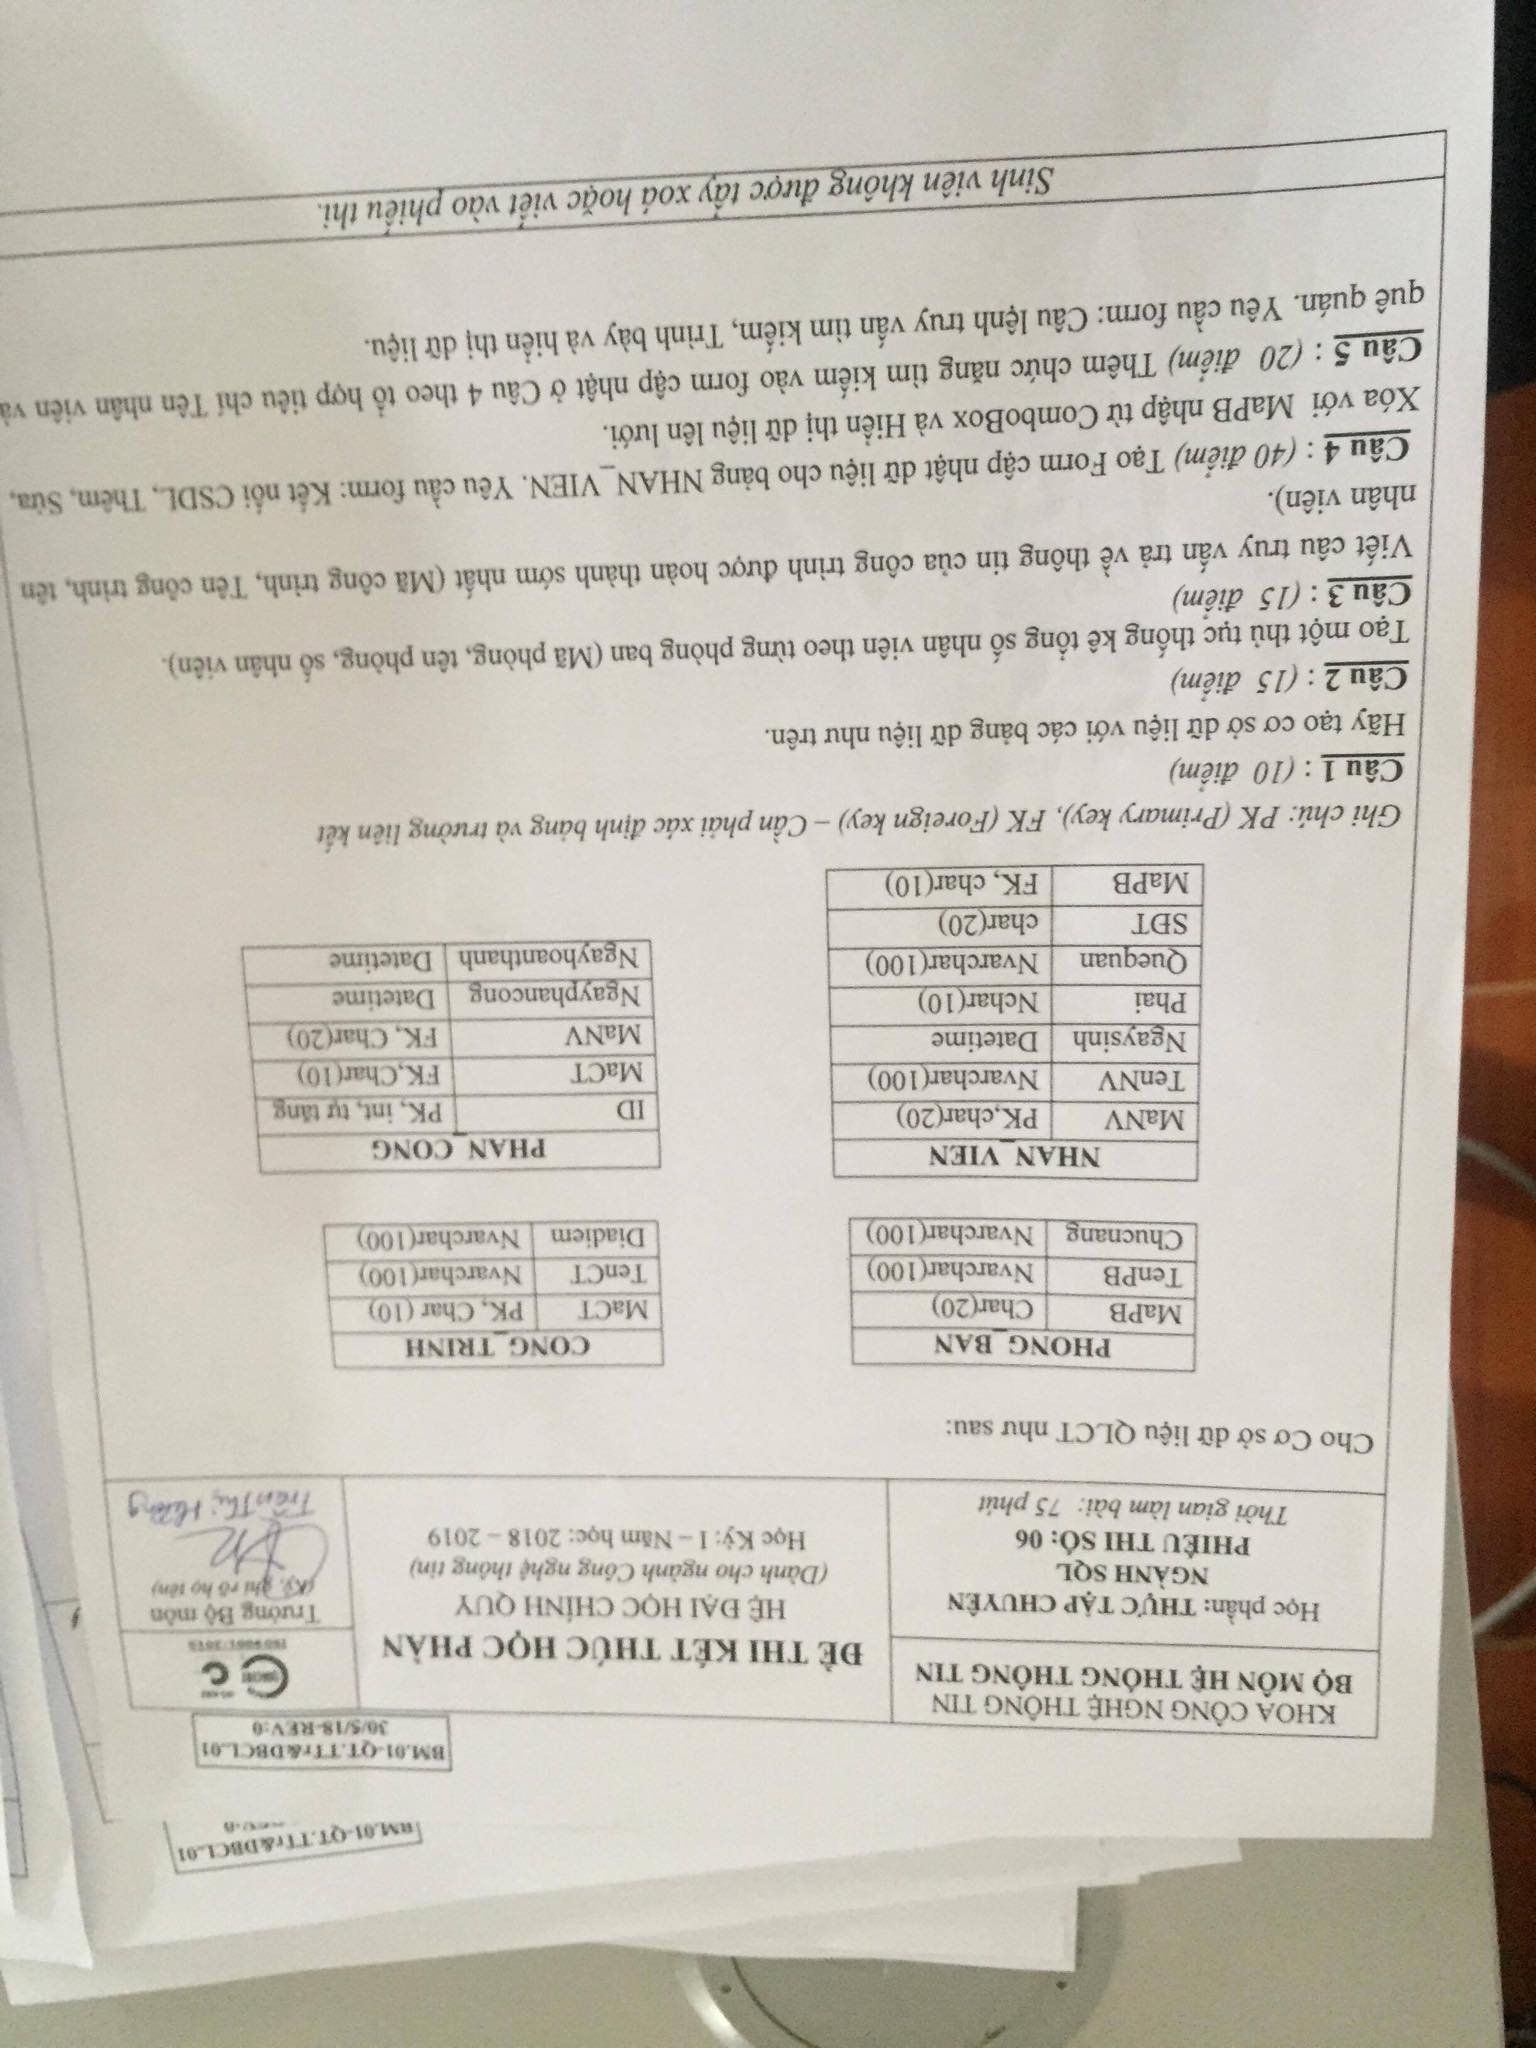 BM.01-QT.TTr&ĐBCL.01
BM.01-QT.TTr&ĐBCL.01
30/5/18-REV:0
KHOA CÔNG NGHỆ THÔNG TIN
BỘ MÔN HỆ THỐNG THÔNG TIN
Học phần: THỰC TẬP CHUYÊN
NGÀNH SQL
PHIẾU THI SỐ: 06
Thời gian làm bài: 75 phút
ĐỀ THI KẾT THÚC HỌC PHẦN
HỆ ĐẠI HỌC CHÍNH QUY
(Dành cho ngành Công nghệ thông tin)
Học Kỳ: I – Năm học: 2018 – 2019
Trưởng Bộ môn
(Ký, ghi rõ họ tên)
Cho Cơ sở dữ liệu QLCT như sau:
PHONG_BAN
MaPB Char(20)
TenPB Nvarchar(100)
Chucnang Nvarchar(100)
CONG_TRINH
MaCT PK, Char (10)
TenCT Nvarchar(100)
Diadiem Nvarchar(100)
NHAN_VIEN
MaNV PK,char(20)
TenNV Nvarchar(100)
Ngaysinh Datetime
Phai Nchar(10)
Quequan Nvarchar(100)
SĐT char(20)
MaPB FK, char(10)
PHAN_CONG
ID PK, int, tự tăng
MaCT FK,Char(10)
MaNV FK, Char(20)
Ngayphancong Datetime
Ngayhoanthanh Datetime
Ghi chú: PK (Primary key), FK (Foreign key) – Cần phải xác định bảng và trường liên kết
Câu 1 : (10 điểm)
Hãy tạo cơ sở dữ liệu với các bảng dữ liệu như trên.
Câu 2 : (15 điểm)
Tạo một thủ tục thống kê tổng số nhân viên theo từng phòng ban (Mã phòng, tên phòng, số nhân viên).
Câu 3 : (15 điểm)
Viết câu truy vấn trả về thông tin của công trình được hoàn thành sớm nhất (Mã công trình, Tên công trình, tên
nhân viên).
Câu 4 : (40 điểm) Tạo Form cập nhật dữ liệu cho bảng NHAN_VIEN. Yêu cầu form: Kết nối CSDL, Thêm, Sửa,
Xóa với MaPB nhập từ ComboBox và Hiển thị dữ liệu lên lưới.
Câu 5 : (20 điểm) Thêm chức năng tìm kiếm vào form cập nhật ở Câu 4 theo tổ hợp tiêu chí Tên nhân viên và
quê quán. Yêu cầu form: Câu lệnh truy vấn tìm kiếm, Trình bày và hiển thị dữ liệu.
Sinh viên không được tẩy xoá hoặc viết vào phiếu thi.